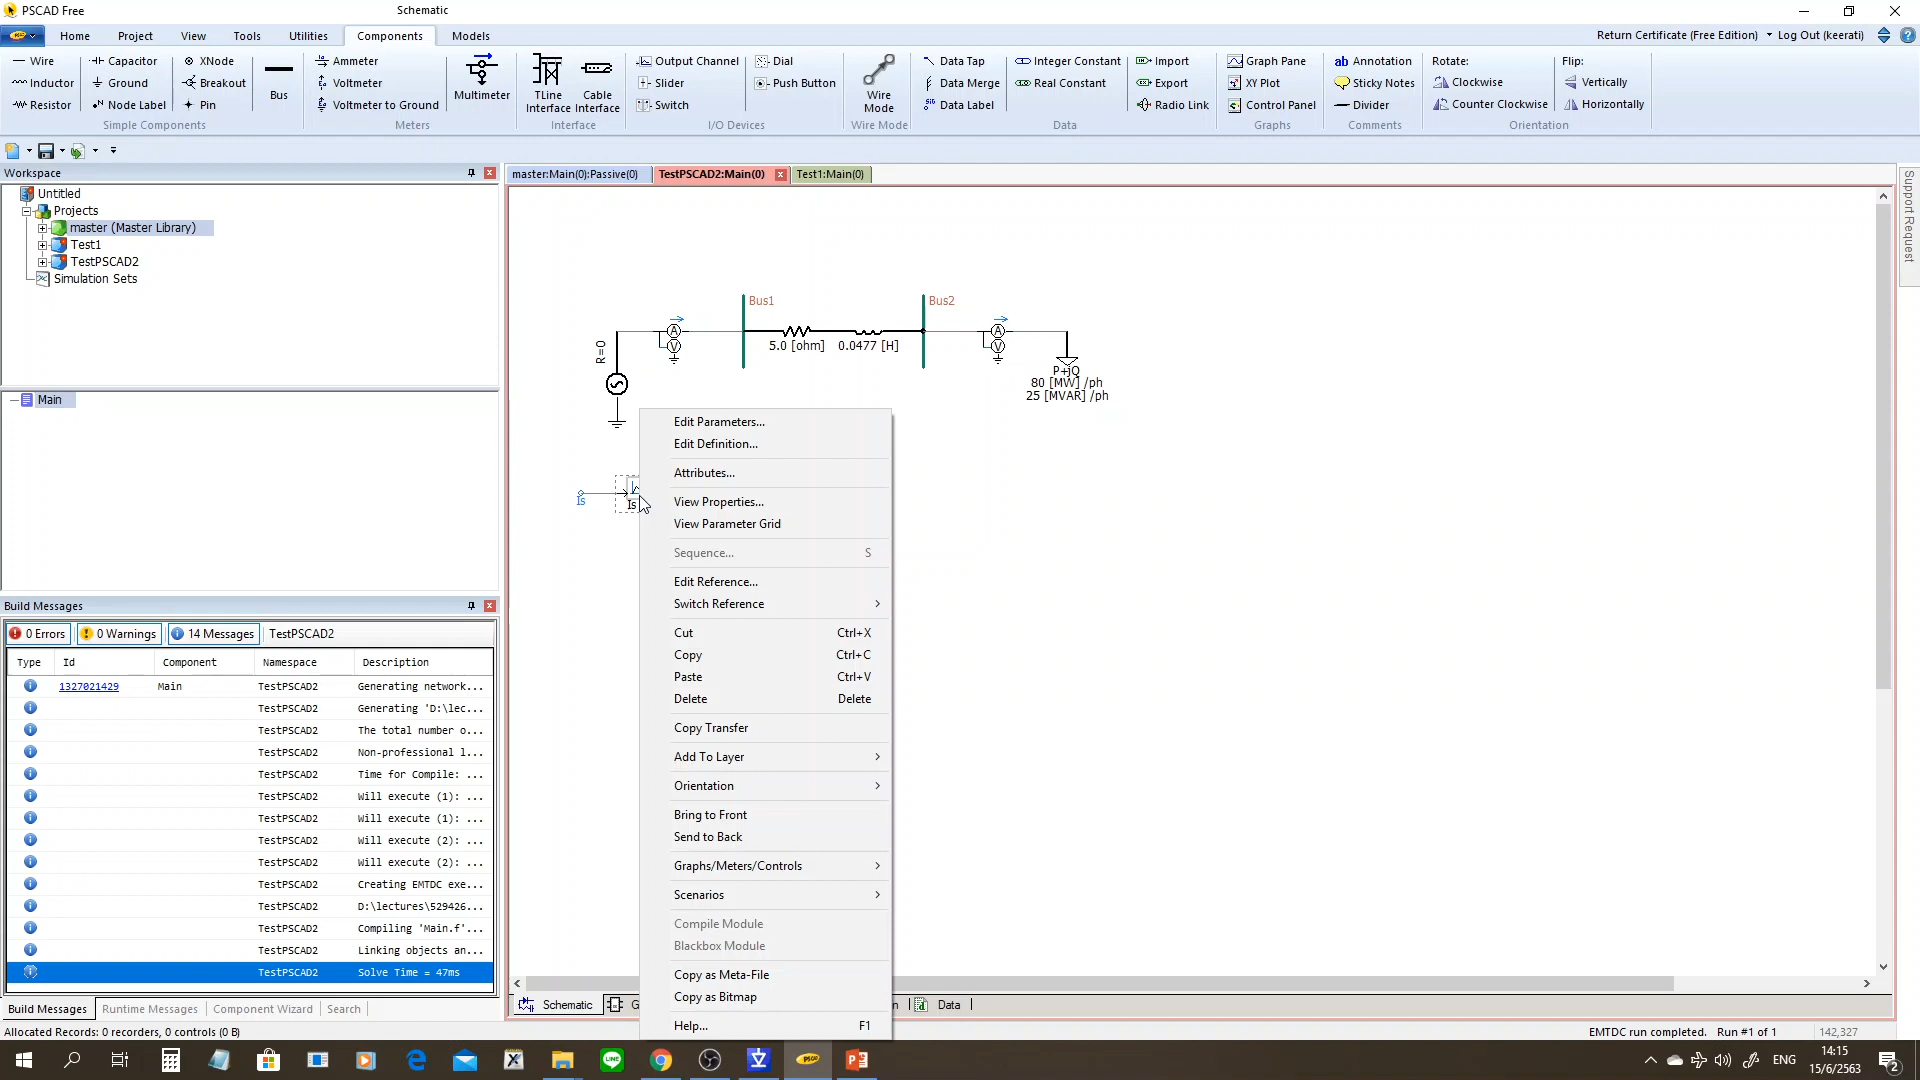 PSCAD Free
Schematic
Home
Project
View
Tools
Utilities
Components
Models
Return Certificate (Free Edition)
Log Out (keerati)
Wire
Inductor
Resistor
Capacitor
Ground
Node Label
XNode
Breakout
Pin
Bus
Simple Components
Ammeter
Voltmeter
Voltmeter to Ground
Multimeter
Meters
TLine Interface
Cable Interface
Interface
Output Channel
Slider
Switch
Dial
Push Button
I/O Devices
Wire Mode
Wire Mode
Data Tap
Data Merge
Data Label
Integer Constant
Real Constant
Import
Export
Radio Link
Data
Graph Pane
XY Plot
Control Panel
Graphs
Annotation
Sticky Notes
Divider
Comments
Rotate:
Clockwise
Counter Clockwise
Flip:
Vertically
Horizontally
Orientation
Workspace
Untitled
Projects
master (Master Library)
Test1
TestPSCAD2
Simulation Sets
Main
master:Main(0):Passive(0)
TestPSCAD2:Main(0)
Test1:Main(0)
Support Request
R=0
A
V
Bus1
5.0 [ohm]
0.0477 [H]
Bus2
A
V
P+jQ
80 [MW] /ph
25 [MVAR] /ph
Is
Is
Edit Parameters...
Edit Definition...
Attributes...
View Properties...
View Parameter Grid
Sequence... S
Edit Reference...
Switch Reference
Cut Ctrl+X
Copy Ctrl+C
Paste Ctrl+V
Delete Delete
Copy Transfer
Add To Layer
Orientation
Bring to Front
Send to Back
Graphs/Meters/Controls
Scenarios
Compile Module
Blackbox Module
Copy as Meta-File
Copy as Bitmap
Help... F1
Build Messages
0 Errors
0 Warnings
14 Messages
TestPSCAD2
Type Id Component Namespace Description
1327021429 Main TestPSCAD2 Generating network...
TestPSCAD2 Generating 'D:\lec...
TestPSCAD2 The total number o...
TestPSCAD2 Non-professional l...
TestPSCAD2 Time for Compile: ...
TestPSCAD2 Will execute (1): ...
TestPSCAD2 Will execute (1): ...
TestPSCAD2 Will execute (2): ...
TestPSCAD2 Will execute (2): ...
TestPSCAD2 Creating EMTDC exe...
TestPSCAD2 D:\lectures\529426...
TestPSCAD2 Compiling 'Main.f'...
TestPSCAD2 Linking objects an...
TestPSCAD2 Solve Time = 47ms
Build Messages
Runtime Messages
Component Wizard
Search
Schematic
G
n
Data
Allocated Records: 0 recorders, 0 controls (0 B)
EMTDC run completed. Run #1 of 1
142,327
ENG
14:15
15/6/2563
2